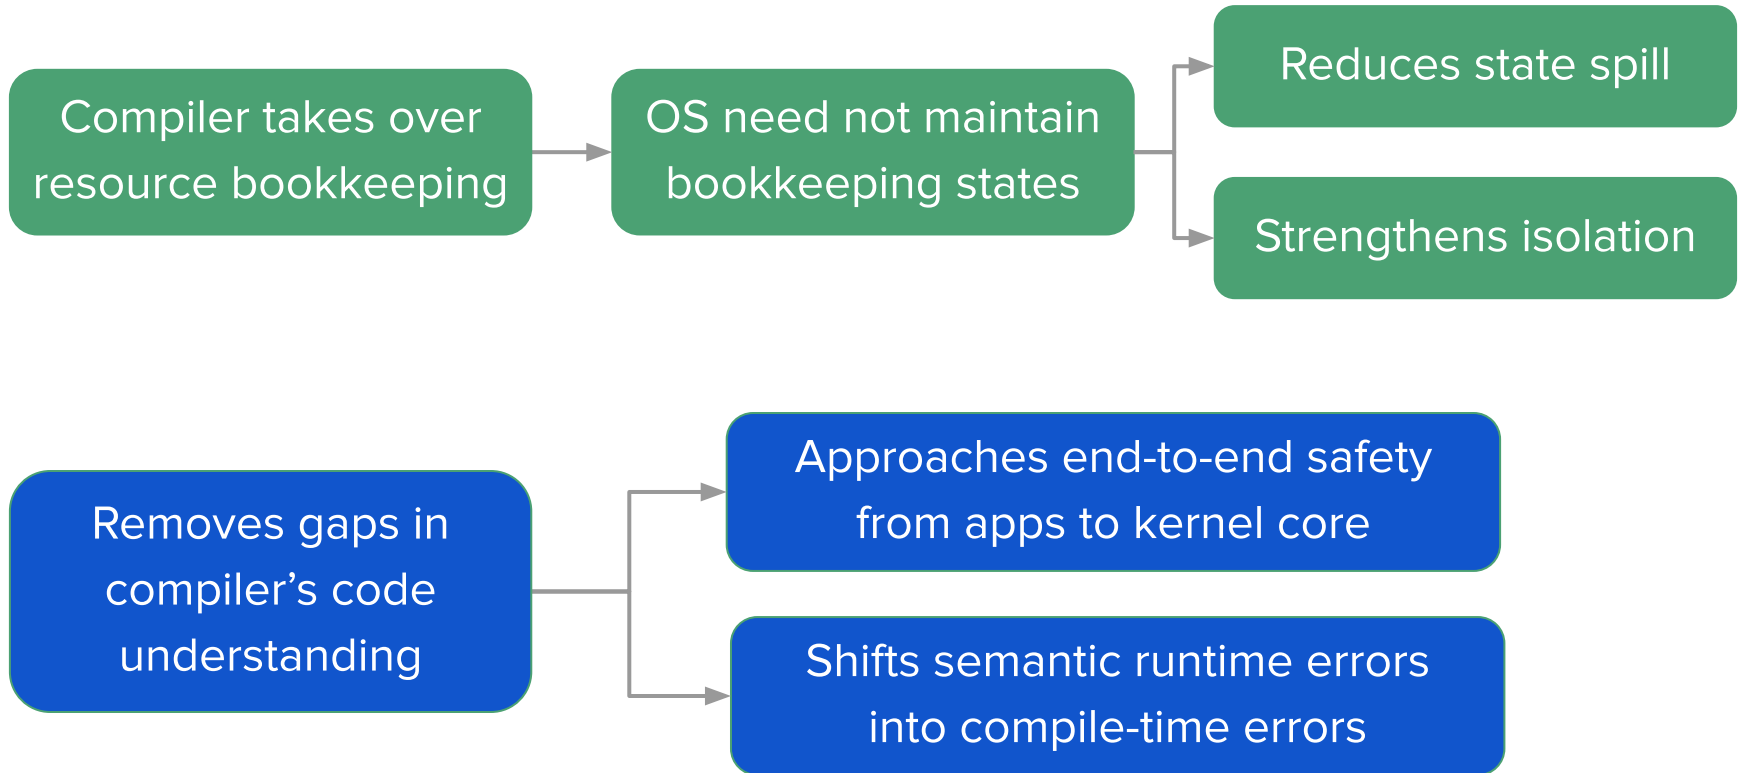 Compiler takes over
resource bookkeeping
OS need not maintain
bookkeeping states
Reduces state spill
Strengthens isolation
Removes gaps in
compiler’s code
understanding
Approaches end-to-end safety
from apps to kernel core
Shifts semantic runtime errors
into compile-time errors